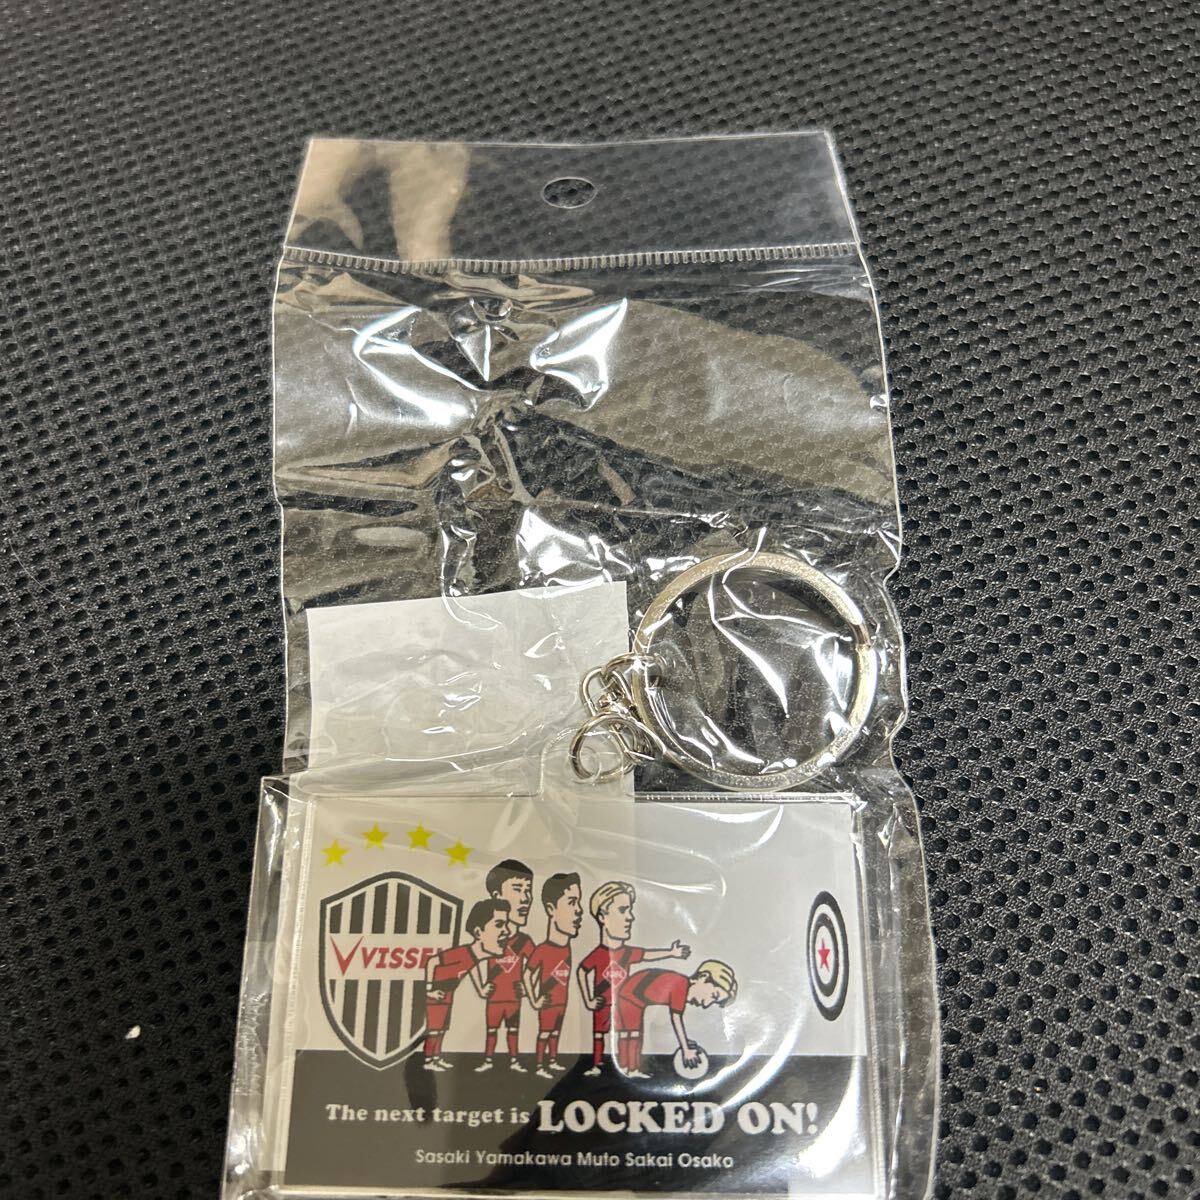 VISSE
The next target is LOCKED ON!
Sasaki Yamakawa Muto Sakai Osako